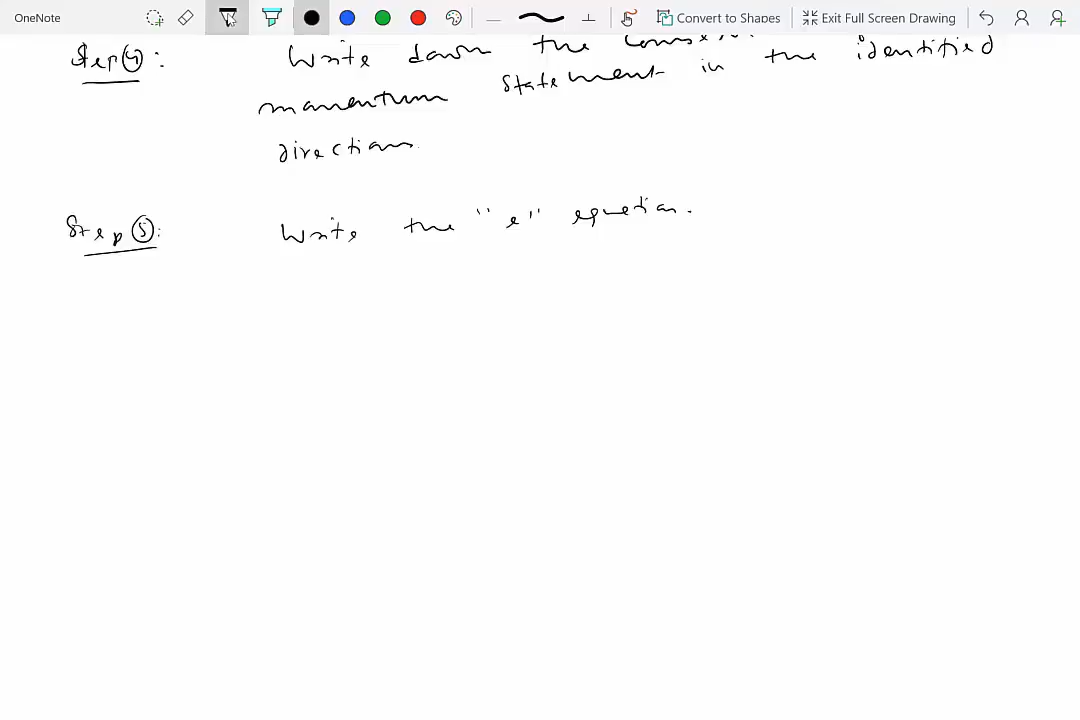 OneNote
Convert to Shapes
Exit Full Screen Drawing
Step 4: Write down the in the identified
momentum statement
directions.
Step 5: Write the "e" equation.